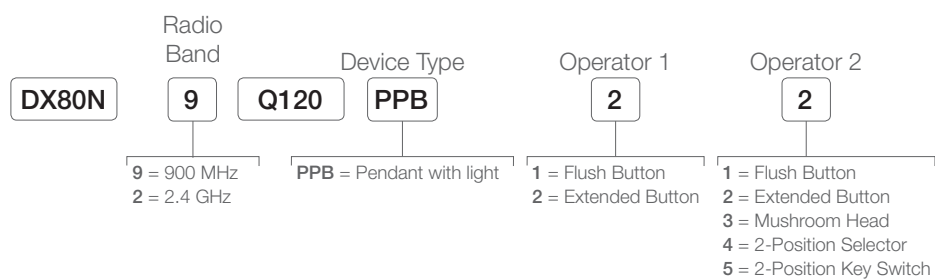 Radio
Band
Device Type
Operator 1
Operator 2
DX80N 9 Q120 PPB 2 2
9 = 900 MHz
2 = 2.4 GHz
PPB = Pendant with light
1 = Flush Button
2 = Extended Button
1 = Flush Button
2 = Extended Button
3 = Mushroom Head
4 = 2-Position Selector
5 = 2-Position Key Switch